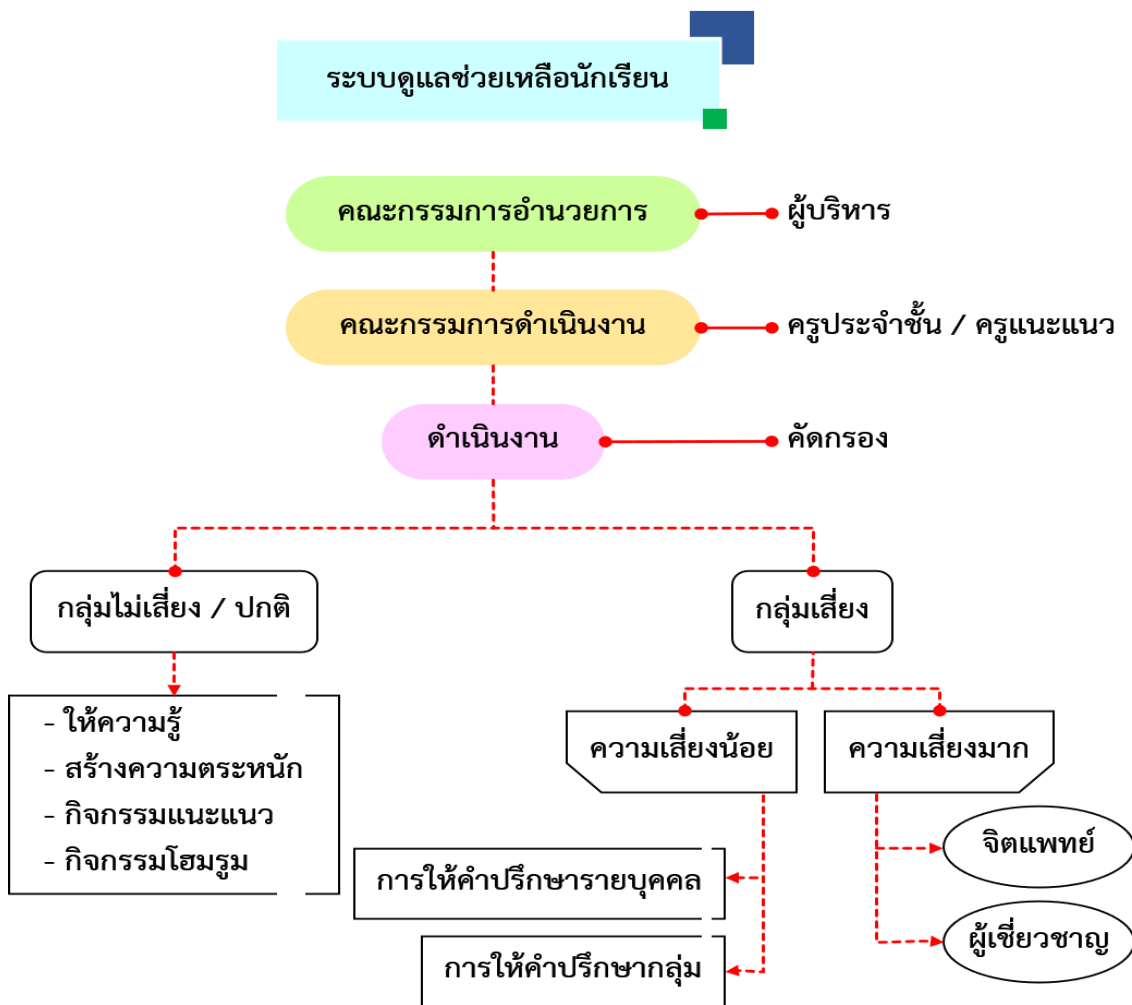 ระบบดูแลช่วยเหลือนักเรียน
คณะกรรมการอำนวยการ
ผู้บริหาร
คณะกรรมการดำเนินงาน
ครูประจำชั้น / ครูแนะแนว
ดำเนินงาน
คัดกรอง
กลุ่มไม่เสี่ยง / ปกติ
กลุ่มเสี่ยง
- ให้ความรู้
- สร้างความตระหนัก
- กิจกรรมแนะแนว
- กิจกรรมโฮมรูม
ความเสี่ยงน้อย
ความเสี่ยงมาก
การให้คำปรึกษารายบุคคล
การให้คำปรึกษากลุ่ม
จิตแพทย์
ผู้เชี่ยวชาญ